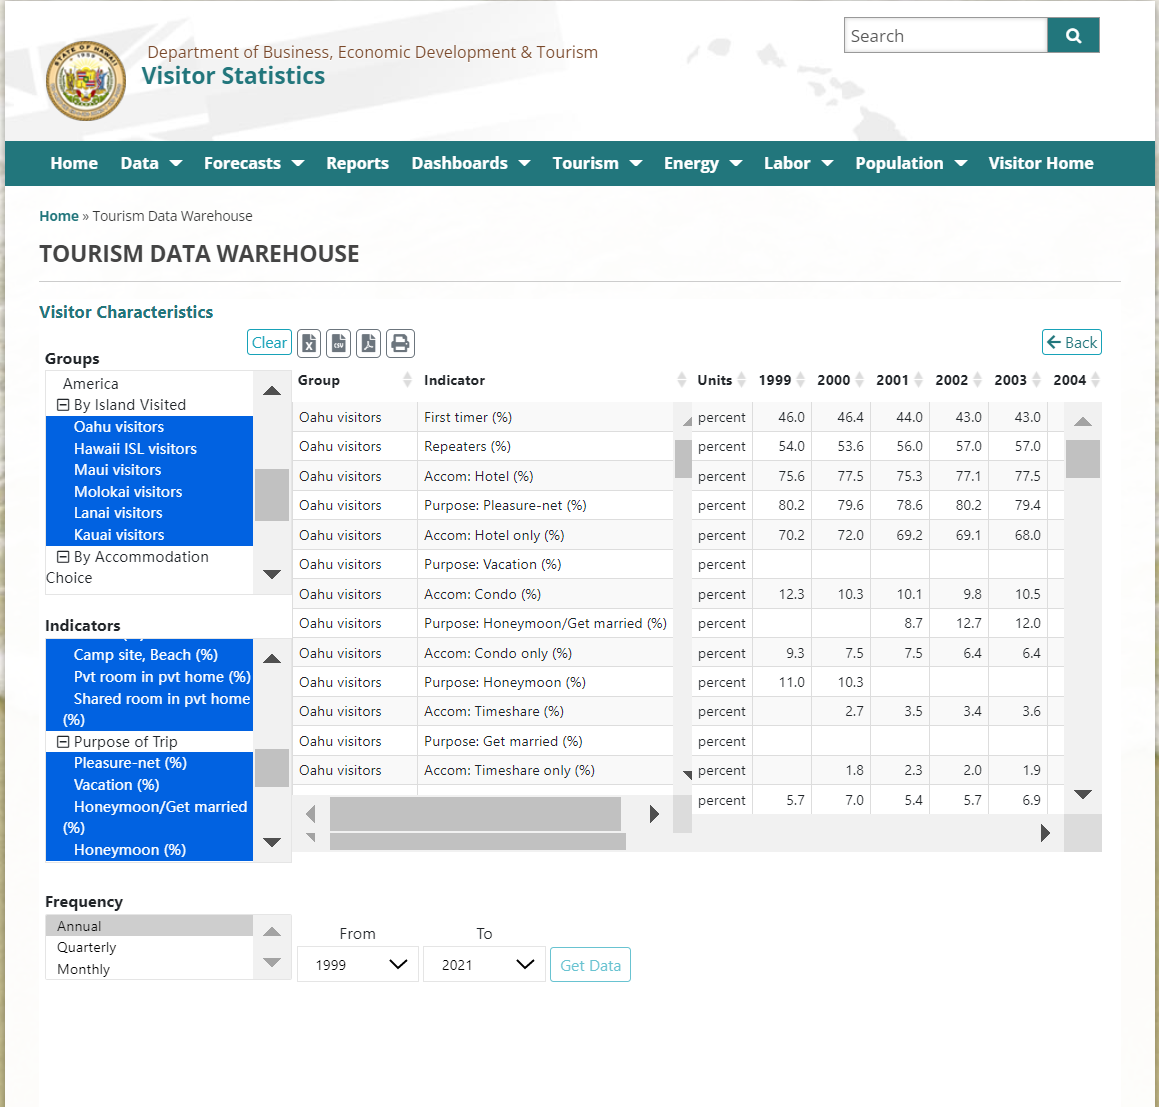 Department of Business, Economic Development & Tourism
Visitor Statistics
Search
STATE OF HAWAII
1959
Home Data Forecasts Reports Dashboards Tourism Energy Labor Population Visitor Home
Home » Tourism Data Warehouse
TOURISM DATA WAREHOUSE
Visitor Characteristics
Clear
Back
Groups
America
By Island Visited
Oahu visitors
Hawaii ISL visitors
Maui visitors
Molokai visitors
Lanai visitors
Kauai visitors
By Accommodation
Choice
Indicators
Camp site, Beach (%)
Pvt room in pvt home (%)
Shared room in pvt home
(%)
Purpose of Trip
Pleasure-net (%)
Vacation (%)
Honeymoon/Get married
(%)
Honeymoon (%)
Group Indicator Units 1999 2000 2001 2002 2003 2004
Oahu visitors First timer (%) percent 46.0 46.4 44.0 43.0 43.0
Oahu visitors Repeaters (%) percent 54.0 53.6 56.0 57.0 57.0
Oahu visitors Accom: Hotel (%) percent 75.6 77.5 75.3 77.1 77.5
Oahu visitors Purpose: Pleasure-net (%) percent 80.2 79.6 78.6 80.2 79.4
Oahu visitors Accom: Hotel only (%) percent 70.2 72.0 69.2 69.1 68.0
Oahu visitors Purpose: Vacation (%) percent
Oahu visitors Accom: Condo (%) percent 12.3 10.3 10.1 9.8 10.5
Oahu visitors Purpose: Honeymoon/Get married (%) percent 8.7 12.7 12.0
Oahu visitors Accom: Condo only (%) percent 9.3 7.5 7.5 6.4 6.4
Oahu visitors Purpose: Honeymoon (%) percent 11.0 10.3
Oahu visitors Accom: Timeshare (%) percent 2.7 3.5 3.4 3.6
Oahu visitors Purpose: Get married (%) percent
Oahu visitors Accom: Timeshare only (%) percent 1.8 2.3 2.0 1.9
percent 5.7 7.0 5.4 5.7 6.9
Frequency
Annual
Quarterly
Monthly
From To
1999 2021 Get Data